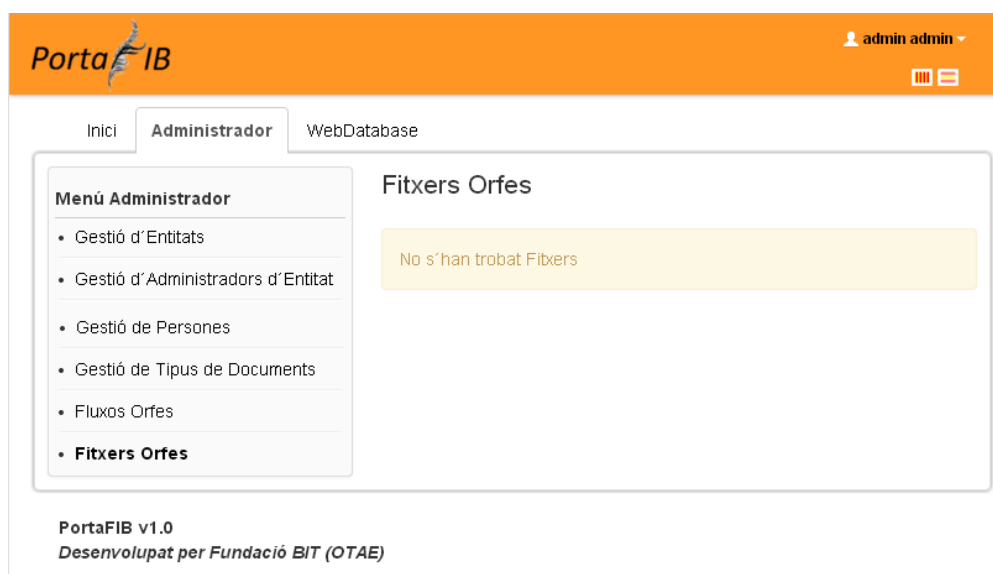 PortaFIB
admin admin
Inici
Administrador
WebDatabase
Menú Administrador
Gestió d´Entitats
Gestió d´Administradors d´Entitat
Gestió de Persones
Gestió de Tipus de Documents
Fluxos Orfes
Fitxers Orfes
Fitxers Orfes
No s´han trobat Fitxers
PortaFIB v1.0
Desenvolupat per Fundació BIT (OTAE)